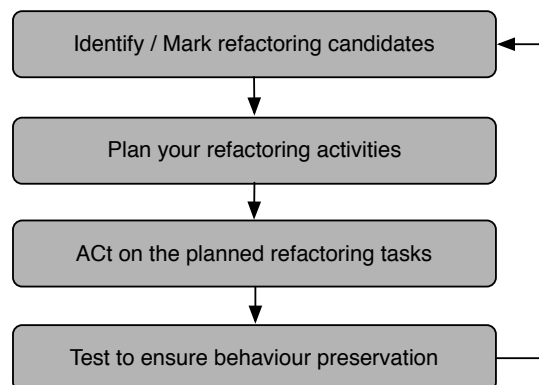 Identify / Mark refactoring candidates
Plan your refactoring activities
ACt on the planned refactoring tasks
Test to ensure behaviour preservation